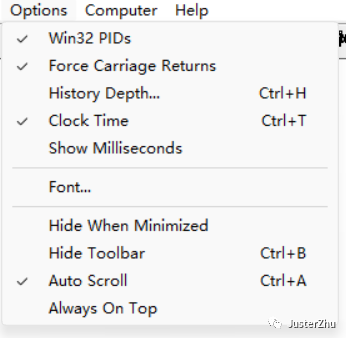 Options Computer Help
Win32 PIDs
Force Carriage Returns
History Depth... Ctrl+H
Clock Time Ctrl+T
Show Milliseconds
Font...
Hide When Minimized
Hide Toolbar Ctrl+B
Auto Scroll Ctrl+A
Always On Top
JusterZhu